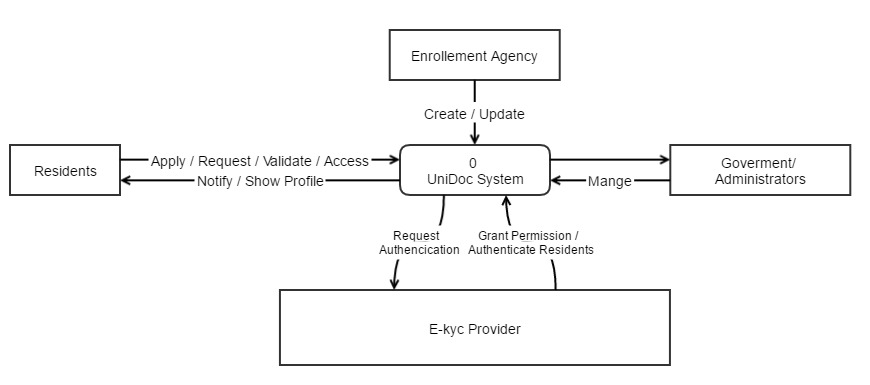 Enrollement Agency
Create / Update
Residents
Apply / Request / Validate / Access
Notify / Show Profile
0
UniDoc System
Mange
Goverment/
Administrators
Request
Authencication
Grant Permission /
Authenticate Residents
E-kyc Provider